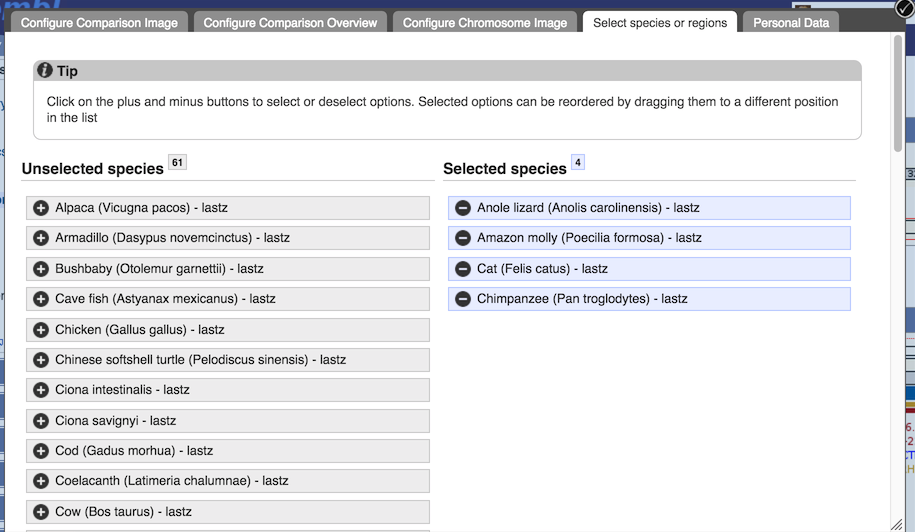 Configure Comparison Image
Configure Comparison Overview
Configure Chromosome Image
Select species or regions
Personal Data
Tip
Click on the plus and minus buttons to select or deselect options. Selected options can be reordered by dragging them to a different position
in the list
Unselected species 61
Alpaca (Vicugna pacos) - lastz
Armadillo (Dasypus novemcinctus) - lastz
Bushbaby (Otolemur garnettii) - lastz
Cave fish (Astyanax mexicanus) - lastz
Chicken (Gallus gallus) - lastz
Chinese softshell turtle (Pelodiscus sinensis) - lastz
Ciona intestinalis - lastz
Ciona savignyi - lastz
Cod (Gadus morhua) - lastz
Coelacanth (Latimeria chalumnae) - lastz
Cow (Bos taurus) - lastz
Selected species 4
Anole lizard (Anolis carolinensis) - lastz
Amazon molly (Poecilia formosa) - lastz
Cat (Felis catus) - lastz
Chimpanzee (Pan troglodytes) - lastz